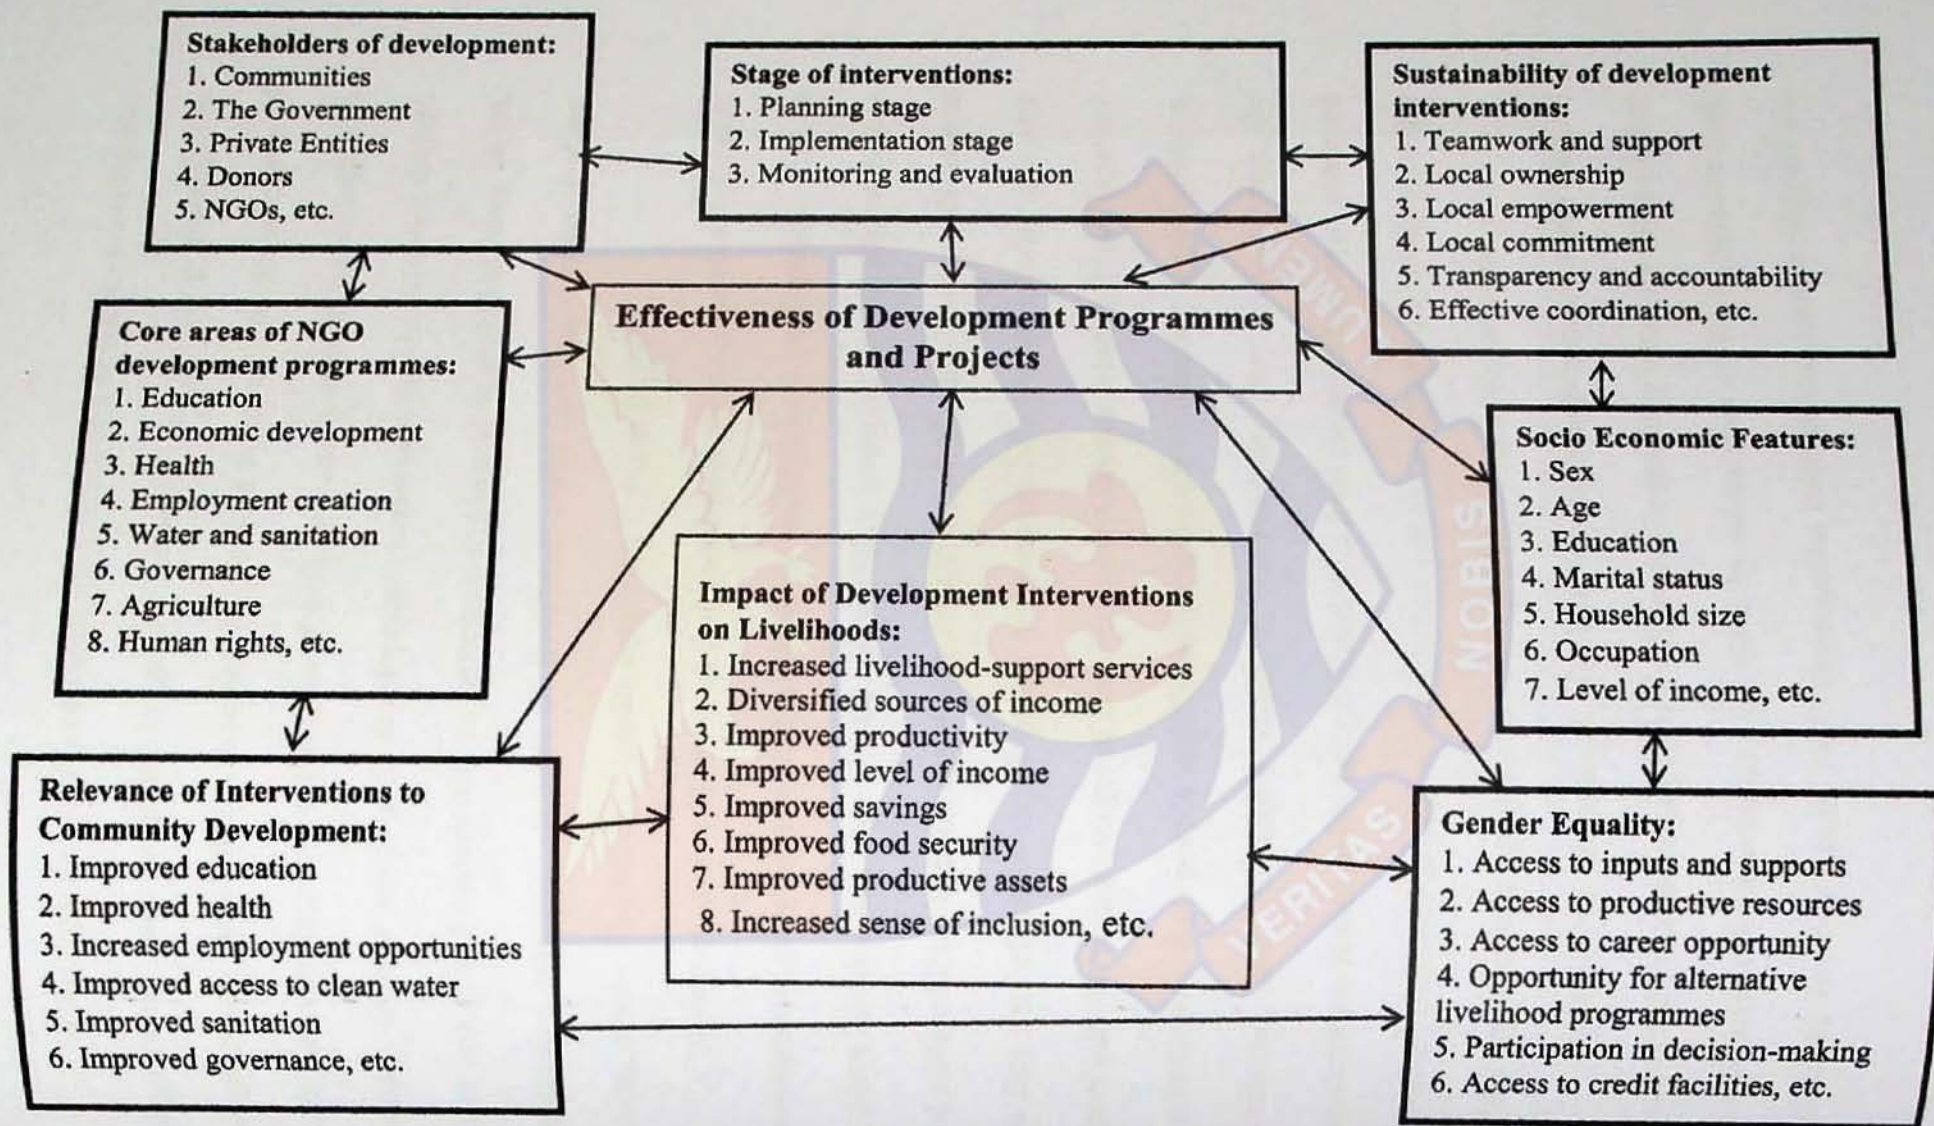 Stakeholders of development:
1. Communities
2. The Government
3. Private Entities
4. Donors
5. NGOs, etc.
Stage of interventions:
1. Planning stage
2. Implementation stage
3. Monitoring and evaluation
Sustainability of development
interventions:
1. Teamwork and support
2. Local ownership
3. Local empowerment
4. Local commitment
5. Transparency and accountability
6. Effective coordination, etc.
Effectiveness of Development Programmes
and Projects
Core areas of NGO
development programmes:
1. Education
2. Economic development
3. Health
4. Employment creation
5. Water and sanitation
6. Governance
7. Agriculture
8. Human rights, etc.
Socio Economic Features:
1. Sex
2. Age
3. Education
4. Marital status
5. Household size
6. Occupation
7. Level of income, etc.
Impact of Development Interventions
on Livelihoods:
1. Increased livelihood-support services
2. Diversified sources of income
3. Improved productivity
4. Improved level of income
5. Improved savings
6. Improved food security
7. Improved productive assets
8. Increased sense of inclusion, etc.
Relevance of Interventions to
Community Development:
1. Improved education
2. Improved health
3. Increased employment opportunities
4. Improved access to clean water
5. Improved sanitation
6. Improved governance, etc.
Gender Equality:
1. Access to inputs and supports
2. Access to productive resources
3. Access to career opportunity
4. Opportunity for alternative
livelihood programmes
5. Participation in decision-making
6. Access to credit facilities, etc.
VERITAS
NOBIS